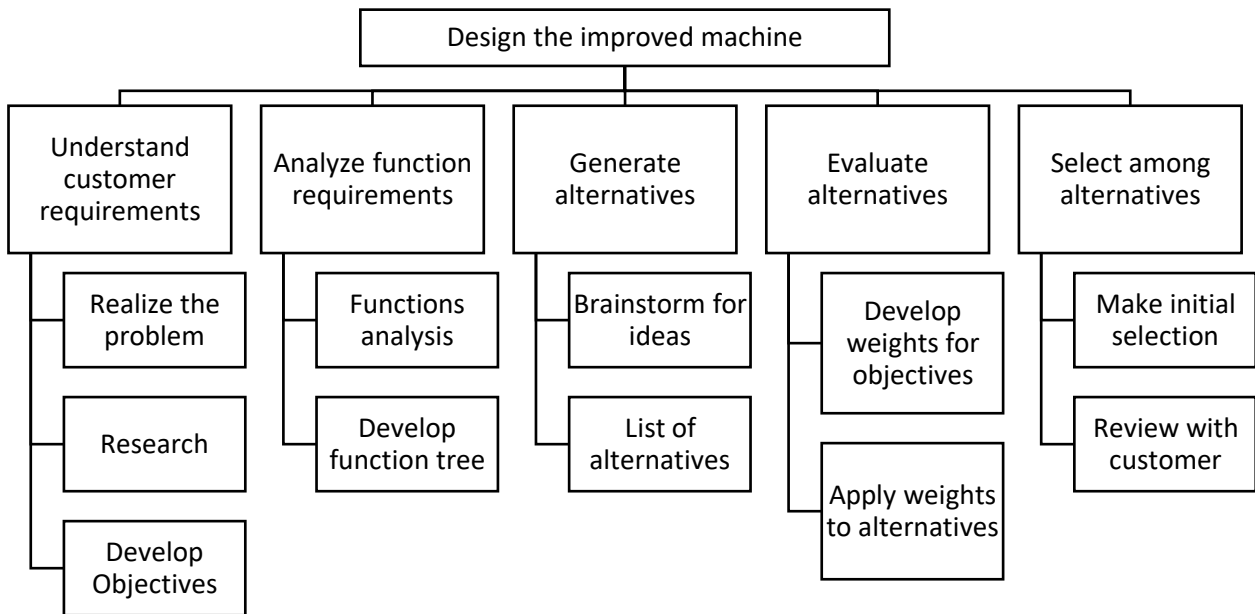 Design the improved machine
Understand
customer
requirements
Realize the
problem
Research
Develop
Objectives
Analyze function
requirements
Functions
analysis
Develop
function tree
Generate
alternatives
Brainstorm for
ideas
List of
alternatives
Evaluate
alternatives
Develop
weights for
objectives
Apply weights
to alternatives
Select among
alternatives
Make initial
selection
Review with
customer